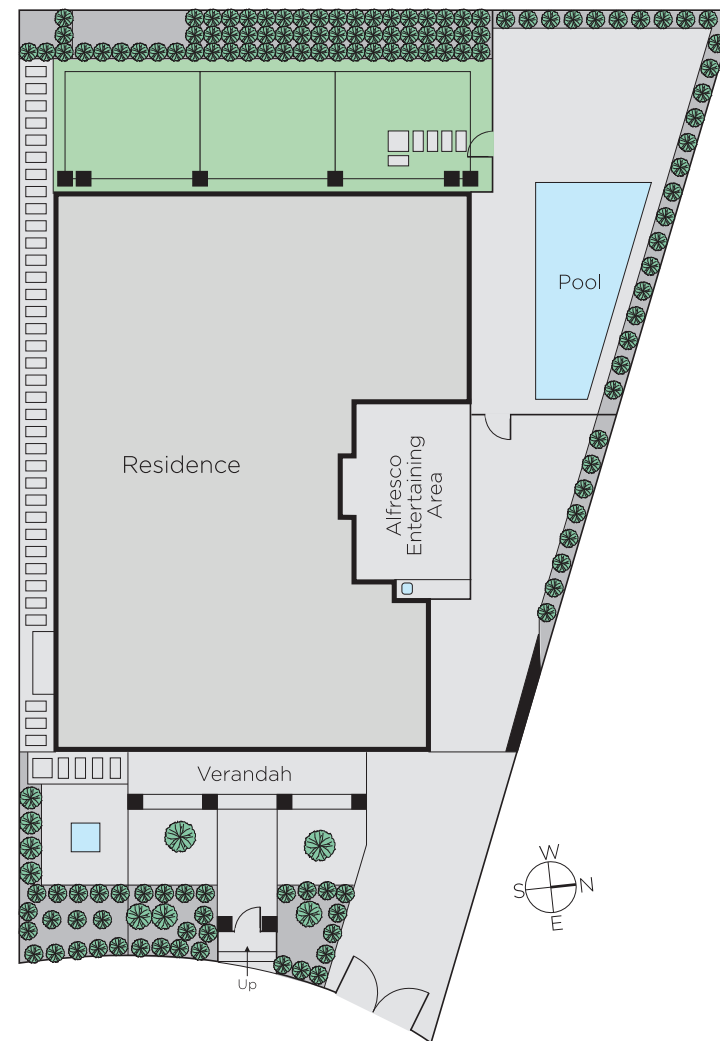 Pool
Residence
Alfresco
Entertaining
Area
Verandah
W
S N
E
Up